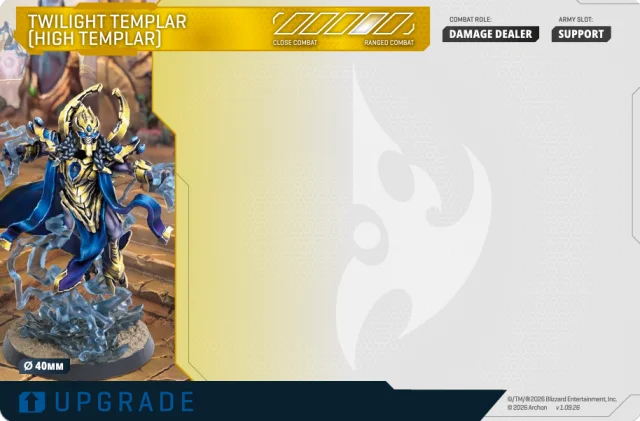 TWILIGHT TEMPLAR
[HIGH TEMPLAR]
CLOSE COMBAT
RANGED COMBAT
COMBAT ROLE:
DAMAGE DEALER
ARMY SLOT:
SUPPORT
Ø 40MM
UPGRADE
©/TM/®2026 Blizzard Entertainment, Inc.
© 2026 Archon v 1.09.26